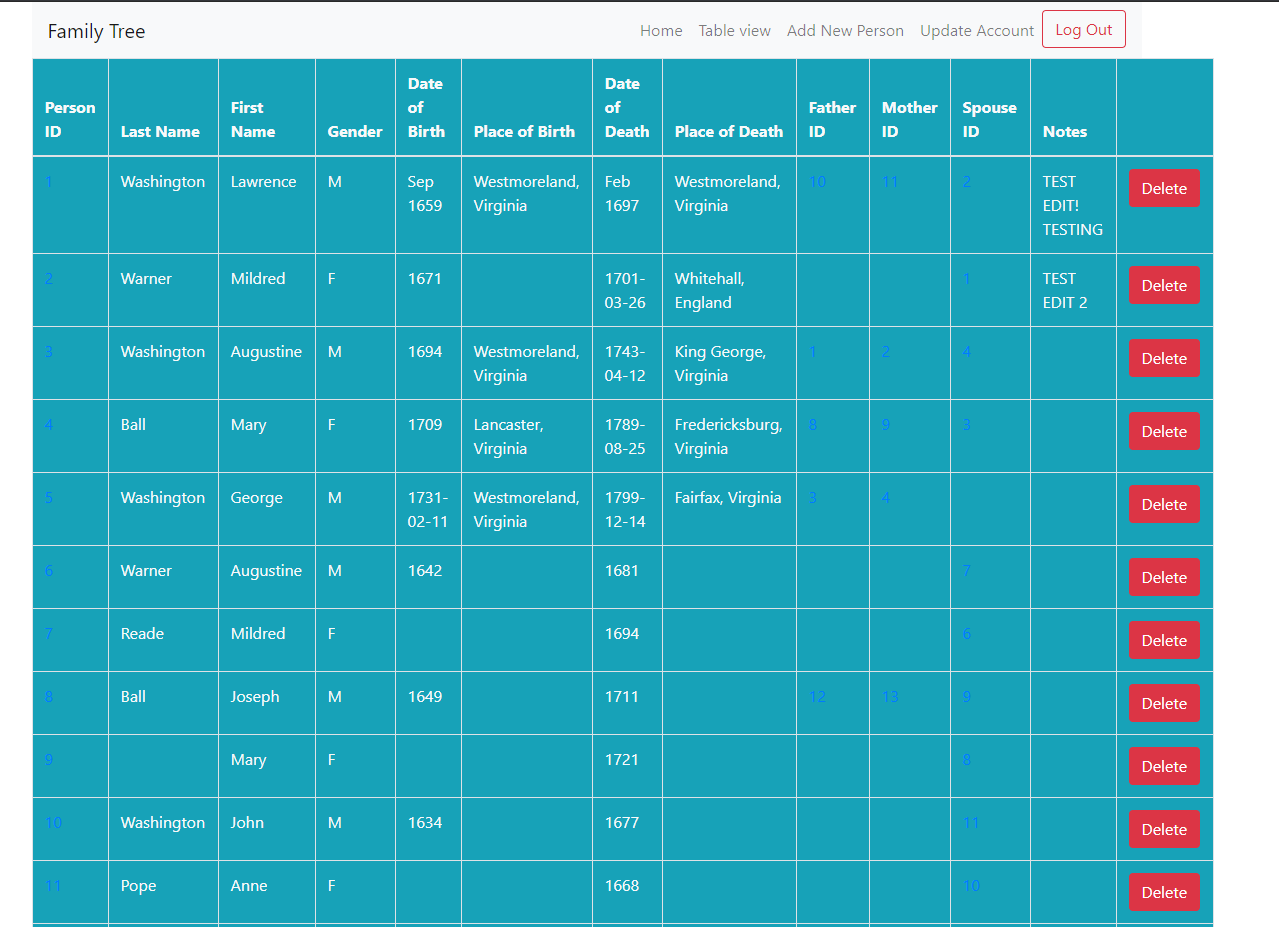 Family Tree Home Table view Add New Person Update Account Log Out
Person ID Last Name First Name Gender Date of Birth Place of Birth Date of Death Place of Death Father ID Mother ID Spouse ID Notes
1 Washington Lawrence M Sep 1659 Westmoreland, Virginia Feb 1697 Westmoreland, Virginia 10 11 2 TEST EDIT! TESTING Delete
2 Warner Mildred F 1671 1701-03-26 Whitehall, England 1 TEST EDIT 2 Delete
3 Washington Augustine M 1694 Westmoreland, Virginia 1743-04-12 King George, Virginia 1 2 4 Delete
4 Ball Mary F 1709 Lancaster, Virginia 1789-08-25 Fredericksburg, Virginia 8 9 3 Delete
5 Washington George M 1731-02-11 Westmoreland, Virginia 1799-12-14 Fairfax, Virginia 3 4 Delete
6 Warner Augustine M 1642 1681 7 Delete
7 Reade Mildred F 1694 6 Delete
8 Ball Joseph M 1649 1711 12 13 9 Delete
9 Mary F 1721 8 Delete
10 Washington John M 1634 1677 11 Delete
11 Pope Anne F 1668 10 Delete